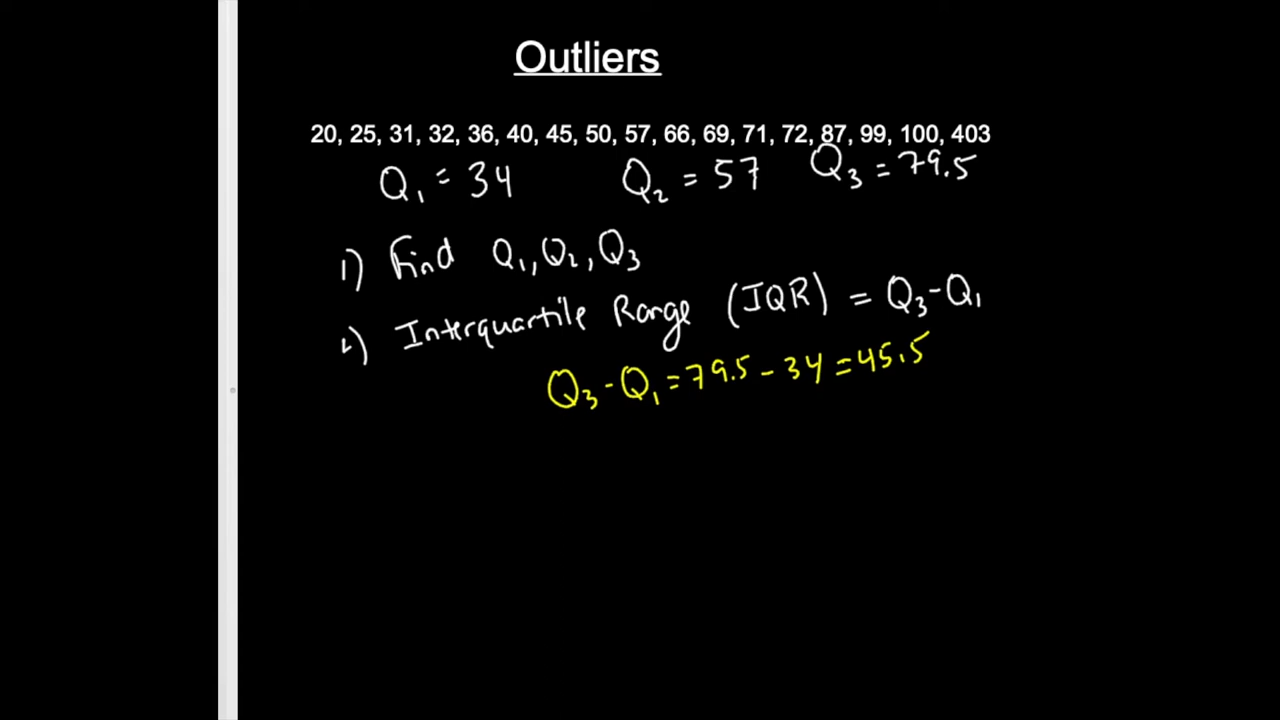 Outliers
20, 25, 31, 32, 36, 40, 45, 50, 57, 66, 69, 71, 72, 87, 99, 100, 403
Q₁ = 34 Q₂ = 57 Q₃ = 79.5
1) Find Q₁, Q₂, Q₃
2) Interquartile Range (IQR) = Q₃-Q₁
Q₃-Q₁ = 79.5 - 34 = 45.5